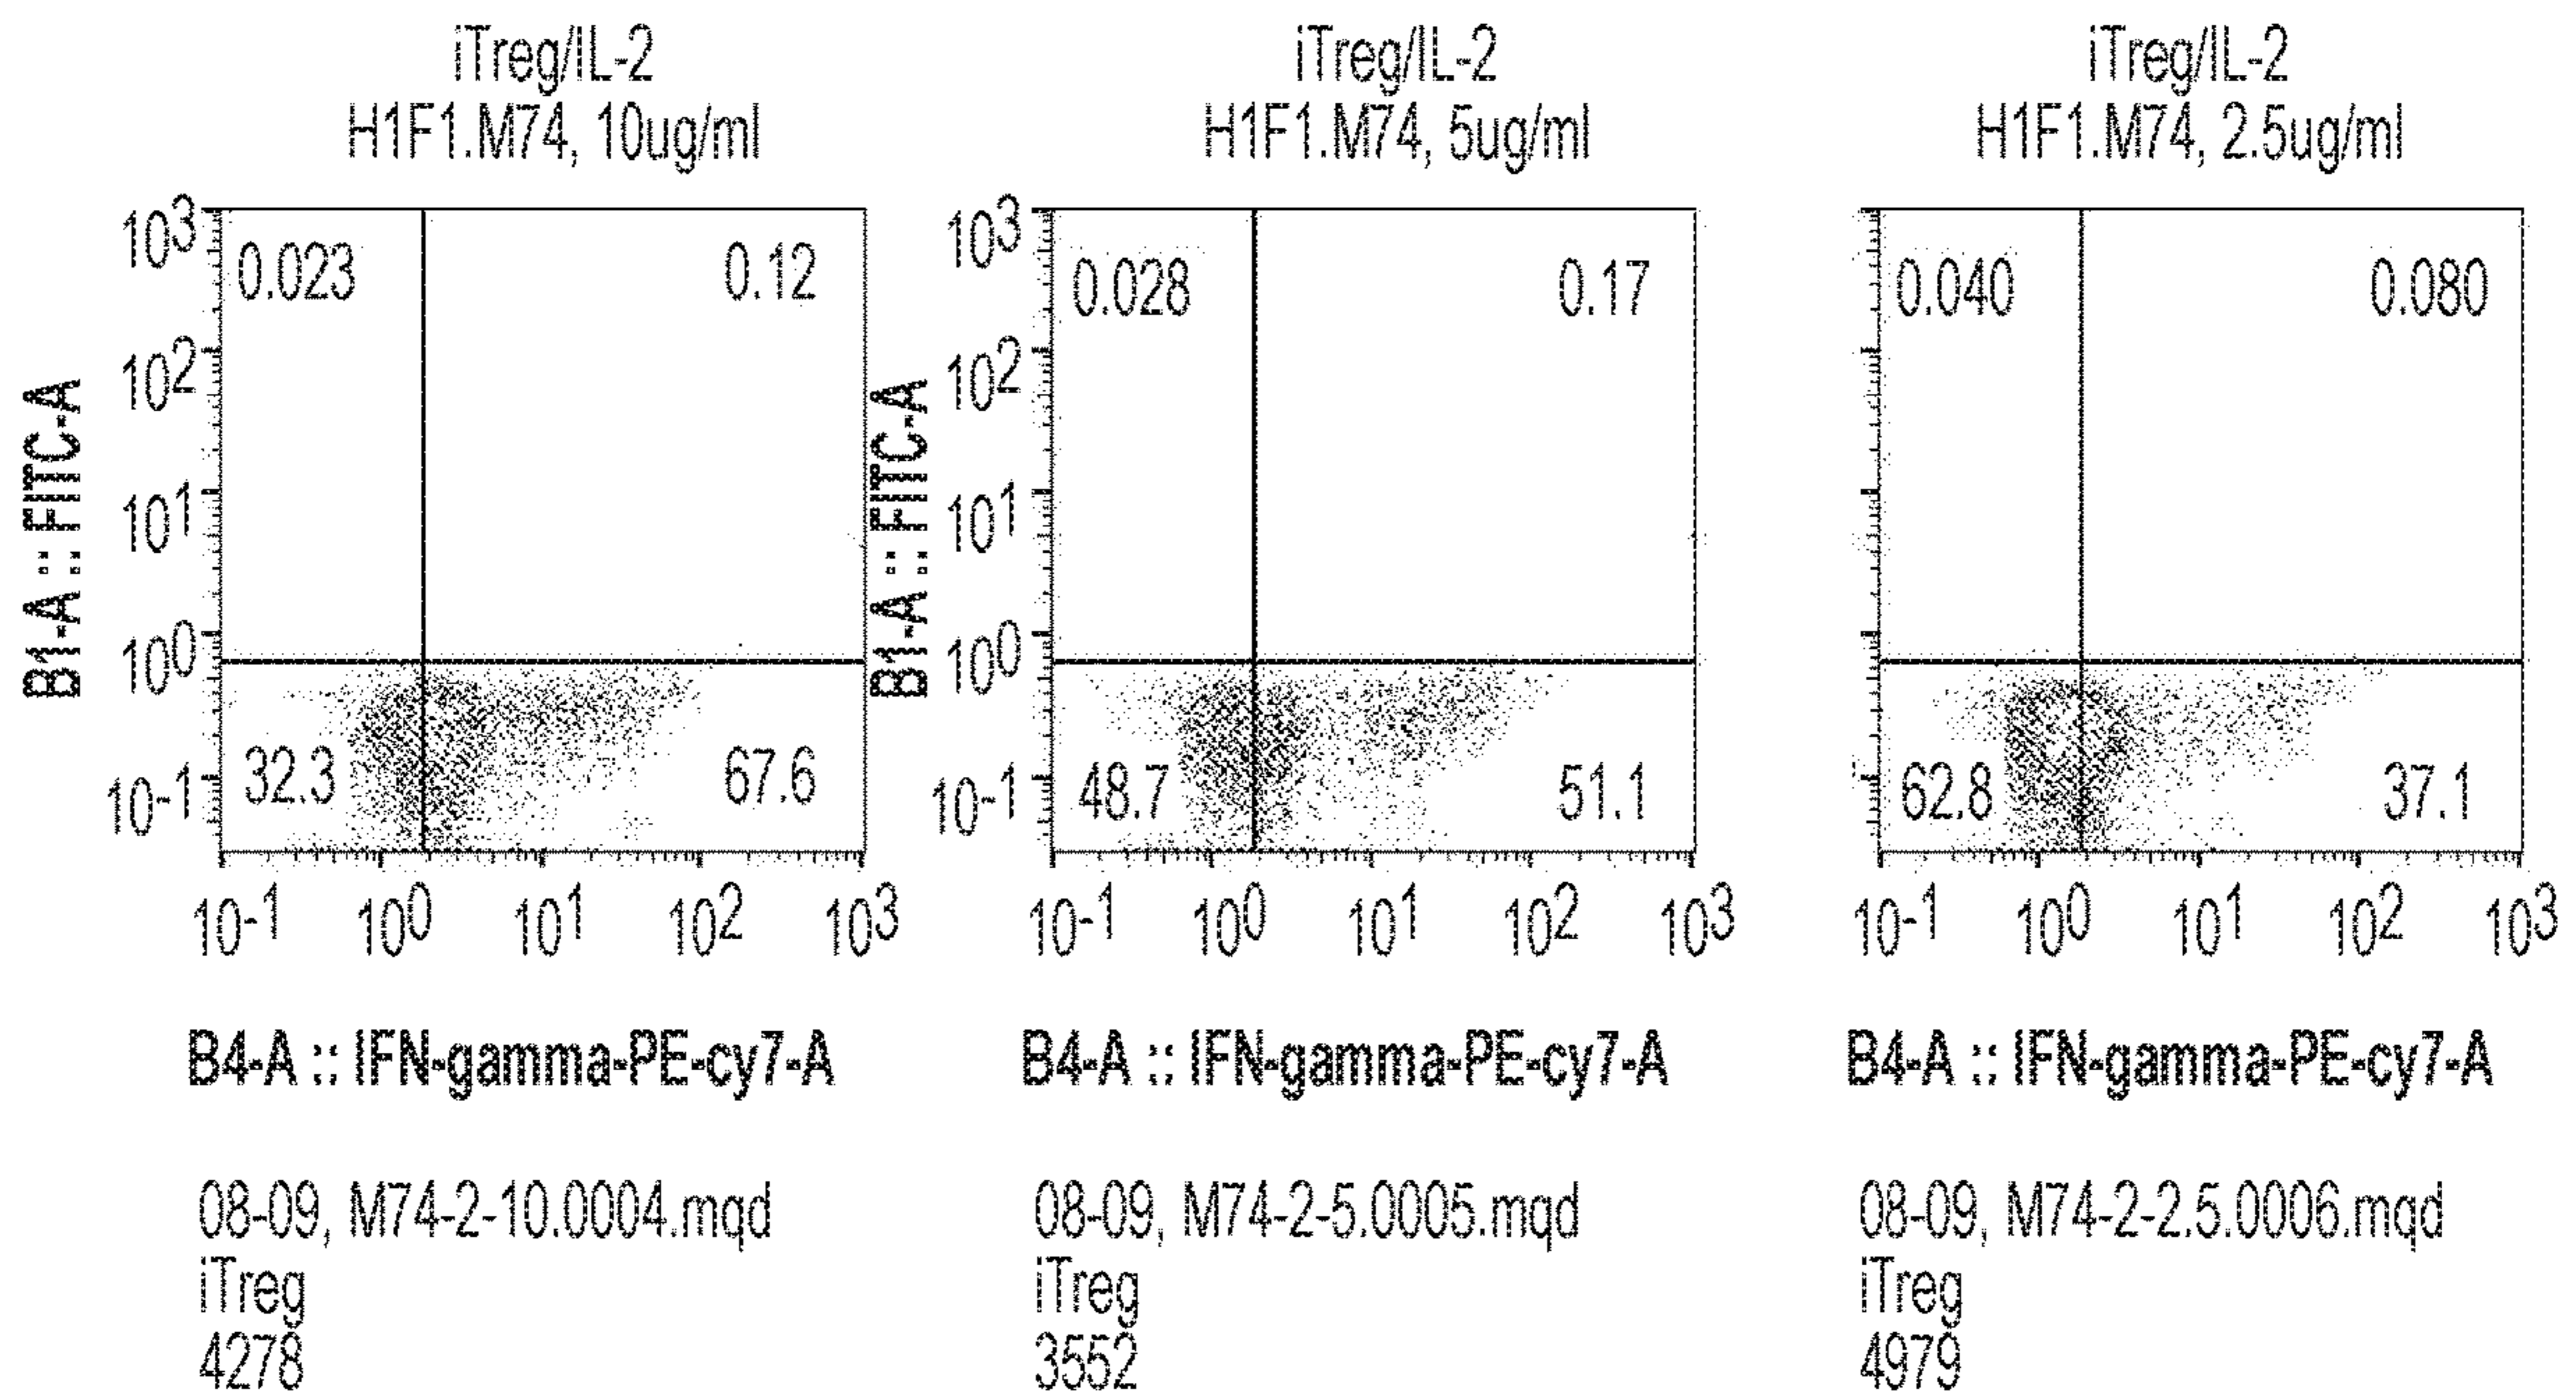 iTreg/IL-2
H1F1.M74, 10ug/ml
10³
10²
10¹
10⁰
10-¹
B1-A :: FITC-A
0.023
0.12
32.3
67.6
10-¹ 10⁰ 10¹ 10² 10³
B4-A :: IFN-gamma-PE-cy7-A
08-09, M74-2-10.0004.mqd
iTreg
4278
iTreg/IL-2
H1F1.M74, 5ug/ml
10³
10²
10¹
10⁰
10-¹
B1-A :: FITC-A
0.028
0.17
48.7
51.1
10-¹ 10⁰ 10¹ 10² 10³
B4-A :: IFN-gamma-PE-cy7-A
08-09, M74-2-5.0005.mqd
iTreg
3552
iTreg/IL-2
H1F1.M74, 2.5ug/ml
0.040
0.080
62.8
37.1
10-¹ 10⁰ 10¹ 10² 10³
B4-A :: IFN-gamma-PE-cy7-A
08-09, M74-2-2.5.0006.mqd
iTreg
4979